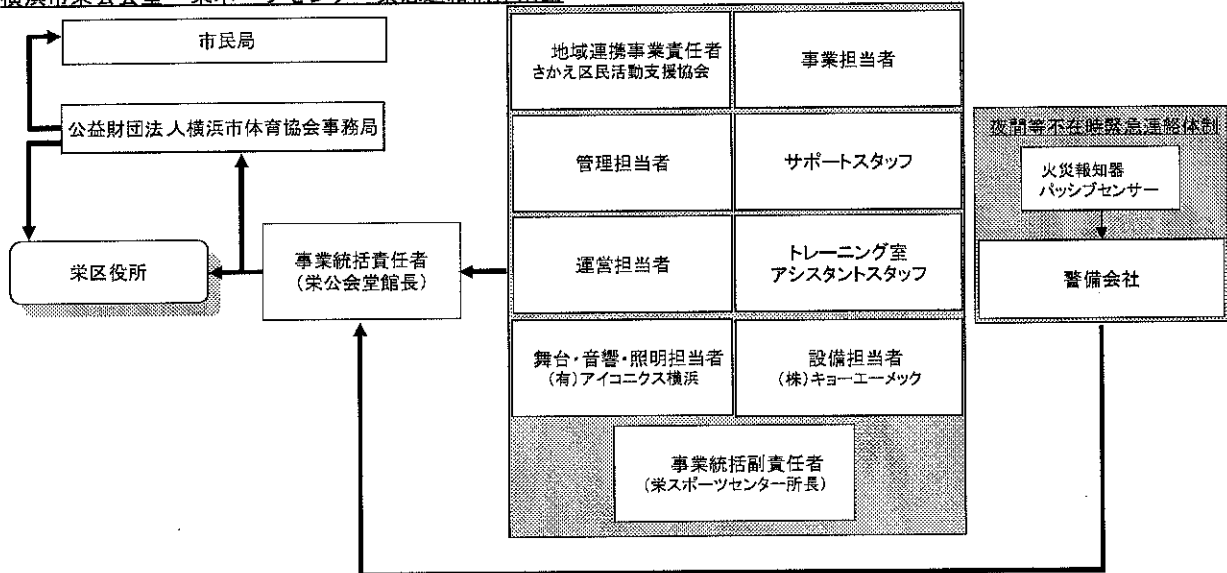 市民局
公益財団法人横浜市体育協会事務局
栄区役所
事業統括責任者
(栄公会堂館長)
地域連携事業責任者
さかえ区民活動支援協会
事業担当者
管理担当者
サポートスタッフ
運営担当者
トレーニング室
アシスタントスタッフ
舞台・音響・照明担当者
(有)アイコニクス横浜
設備担当者
(株)キョーエーメック
事業統括副責任者
(栄スポーツセンター所長)
夜間等不在時緊急連絡体制
火災報知器
パッシブセンサー
警備会社